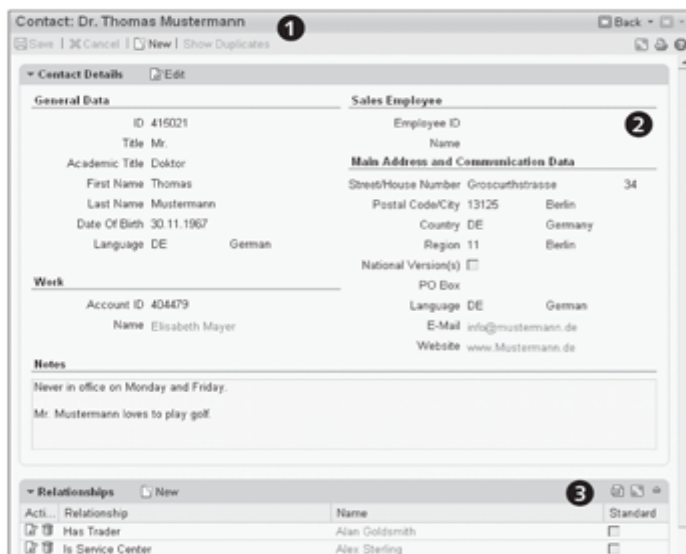 Contact: Dr. Thomas Mustermann
1
Back
Save | Cancel | New | Show Duplicates
Contact Details Edit
General Data
ID 415021
Title Mr.
Academic Title Doktor
First Name Thomas
Last Name Mustermann
Date Of Birth 30.11.1967
Language DE German
Work
Account ID 404479
Name Elisabeth Mayer
Sales Employee
2
Employee ID
Name
Main Address and Communication Data
Street/House Number Groscurthstrasse 34
Postal Code/City 13125 Berlin
Country DE Germany
Region 11 Berlin
National Version(s)
PO Box
Language DE German
E-Mail info@mustermann.de
Website www.Mustermann.de
Notes
Never in office on Monday and Friday.
Mr. Mustermann loves to play golf.
Relationships New
3
Acti... Relationship Name Standard
Has Trader Alan Goldsmith
Is Service Center Alex Sterling